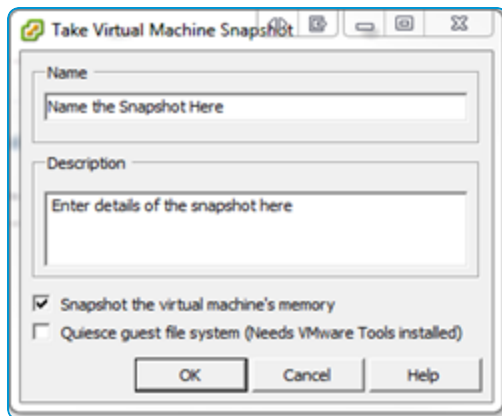 Take Virtual Machine Snapshot
Name
Name the Snapshot Here
Description
Enter details of the snapshot here
Snapshot the virtual machine's memory
Quiesce guest file system (Needs VMware Tools installed)
OK Cancel Help